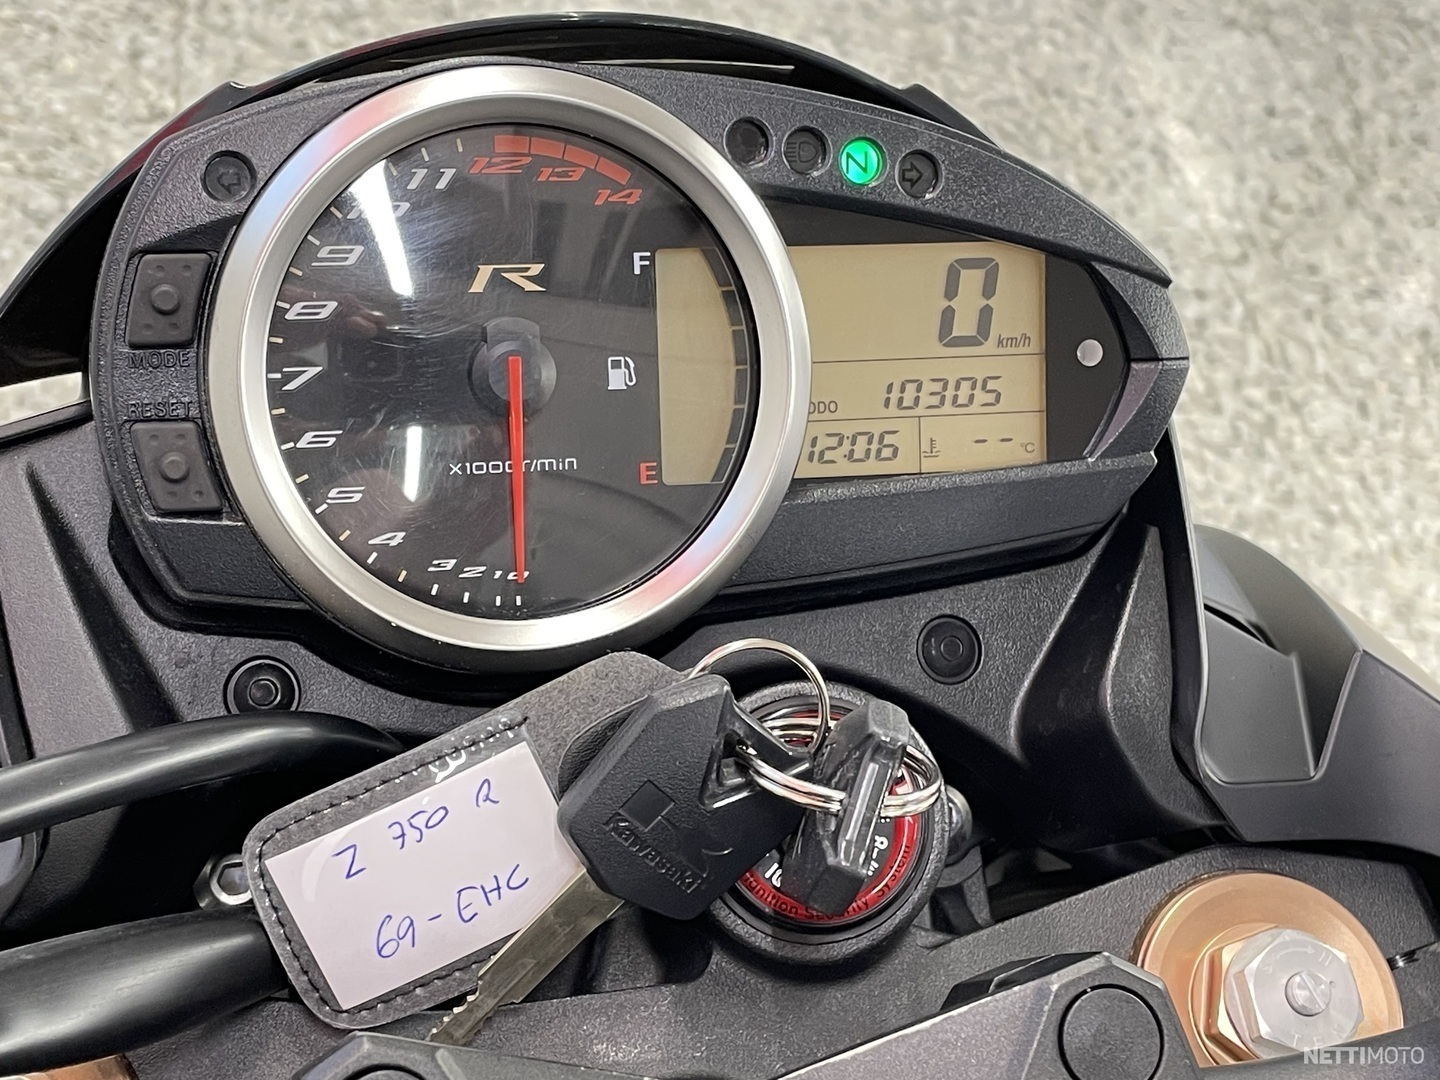 11
12
13
14
10
9
8
7
6
5
4
3
2
1
0
R
x1000r/min
F
E
MODE
RESET
N
0 km/h
ODO 10305
12:06
-- °C
Kawasaki
Z 750 R
69-EHC
Ignition Security System
NETTIMOTO